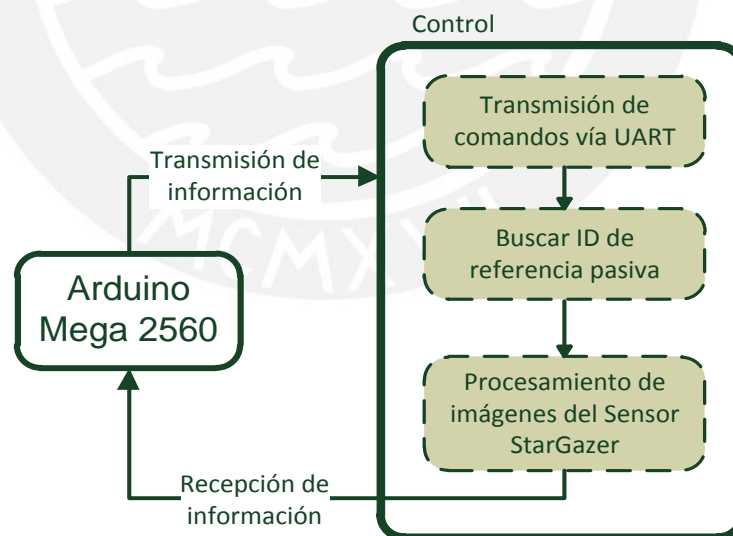 Control
Transmisión de
comandos vía UART
Transmisión de
información
Buscar ID de
referencia pasiva
MCMXVII
Arduino
Mega 2560
Procesamiento de
imágenes del Sensor
StarGazer
Recepción de
información